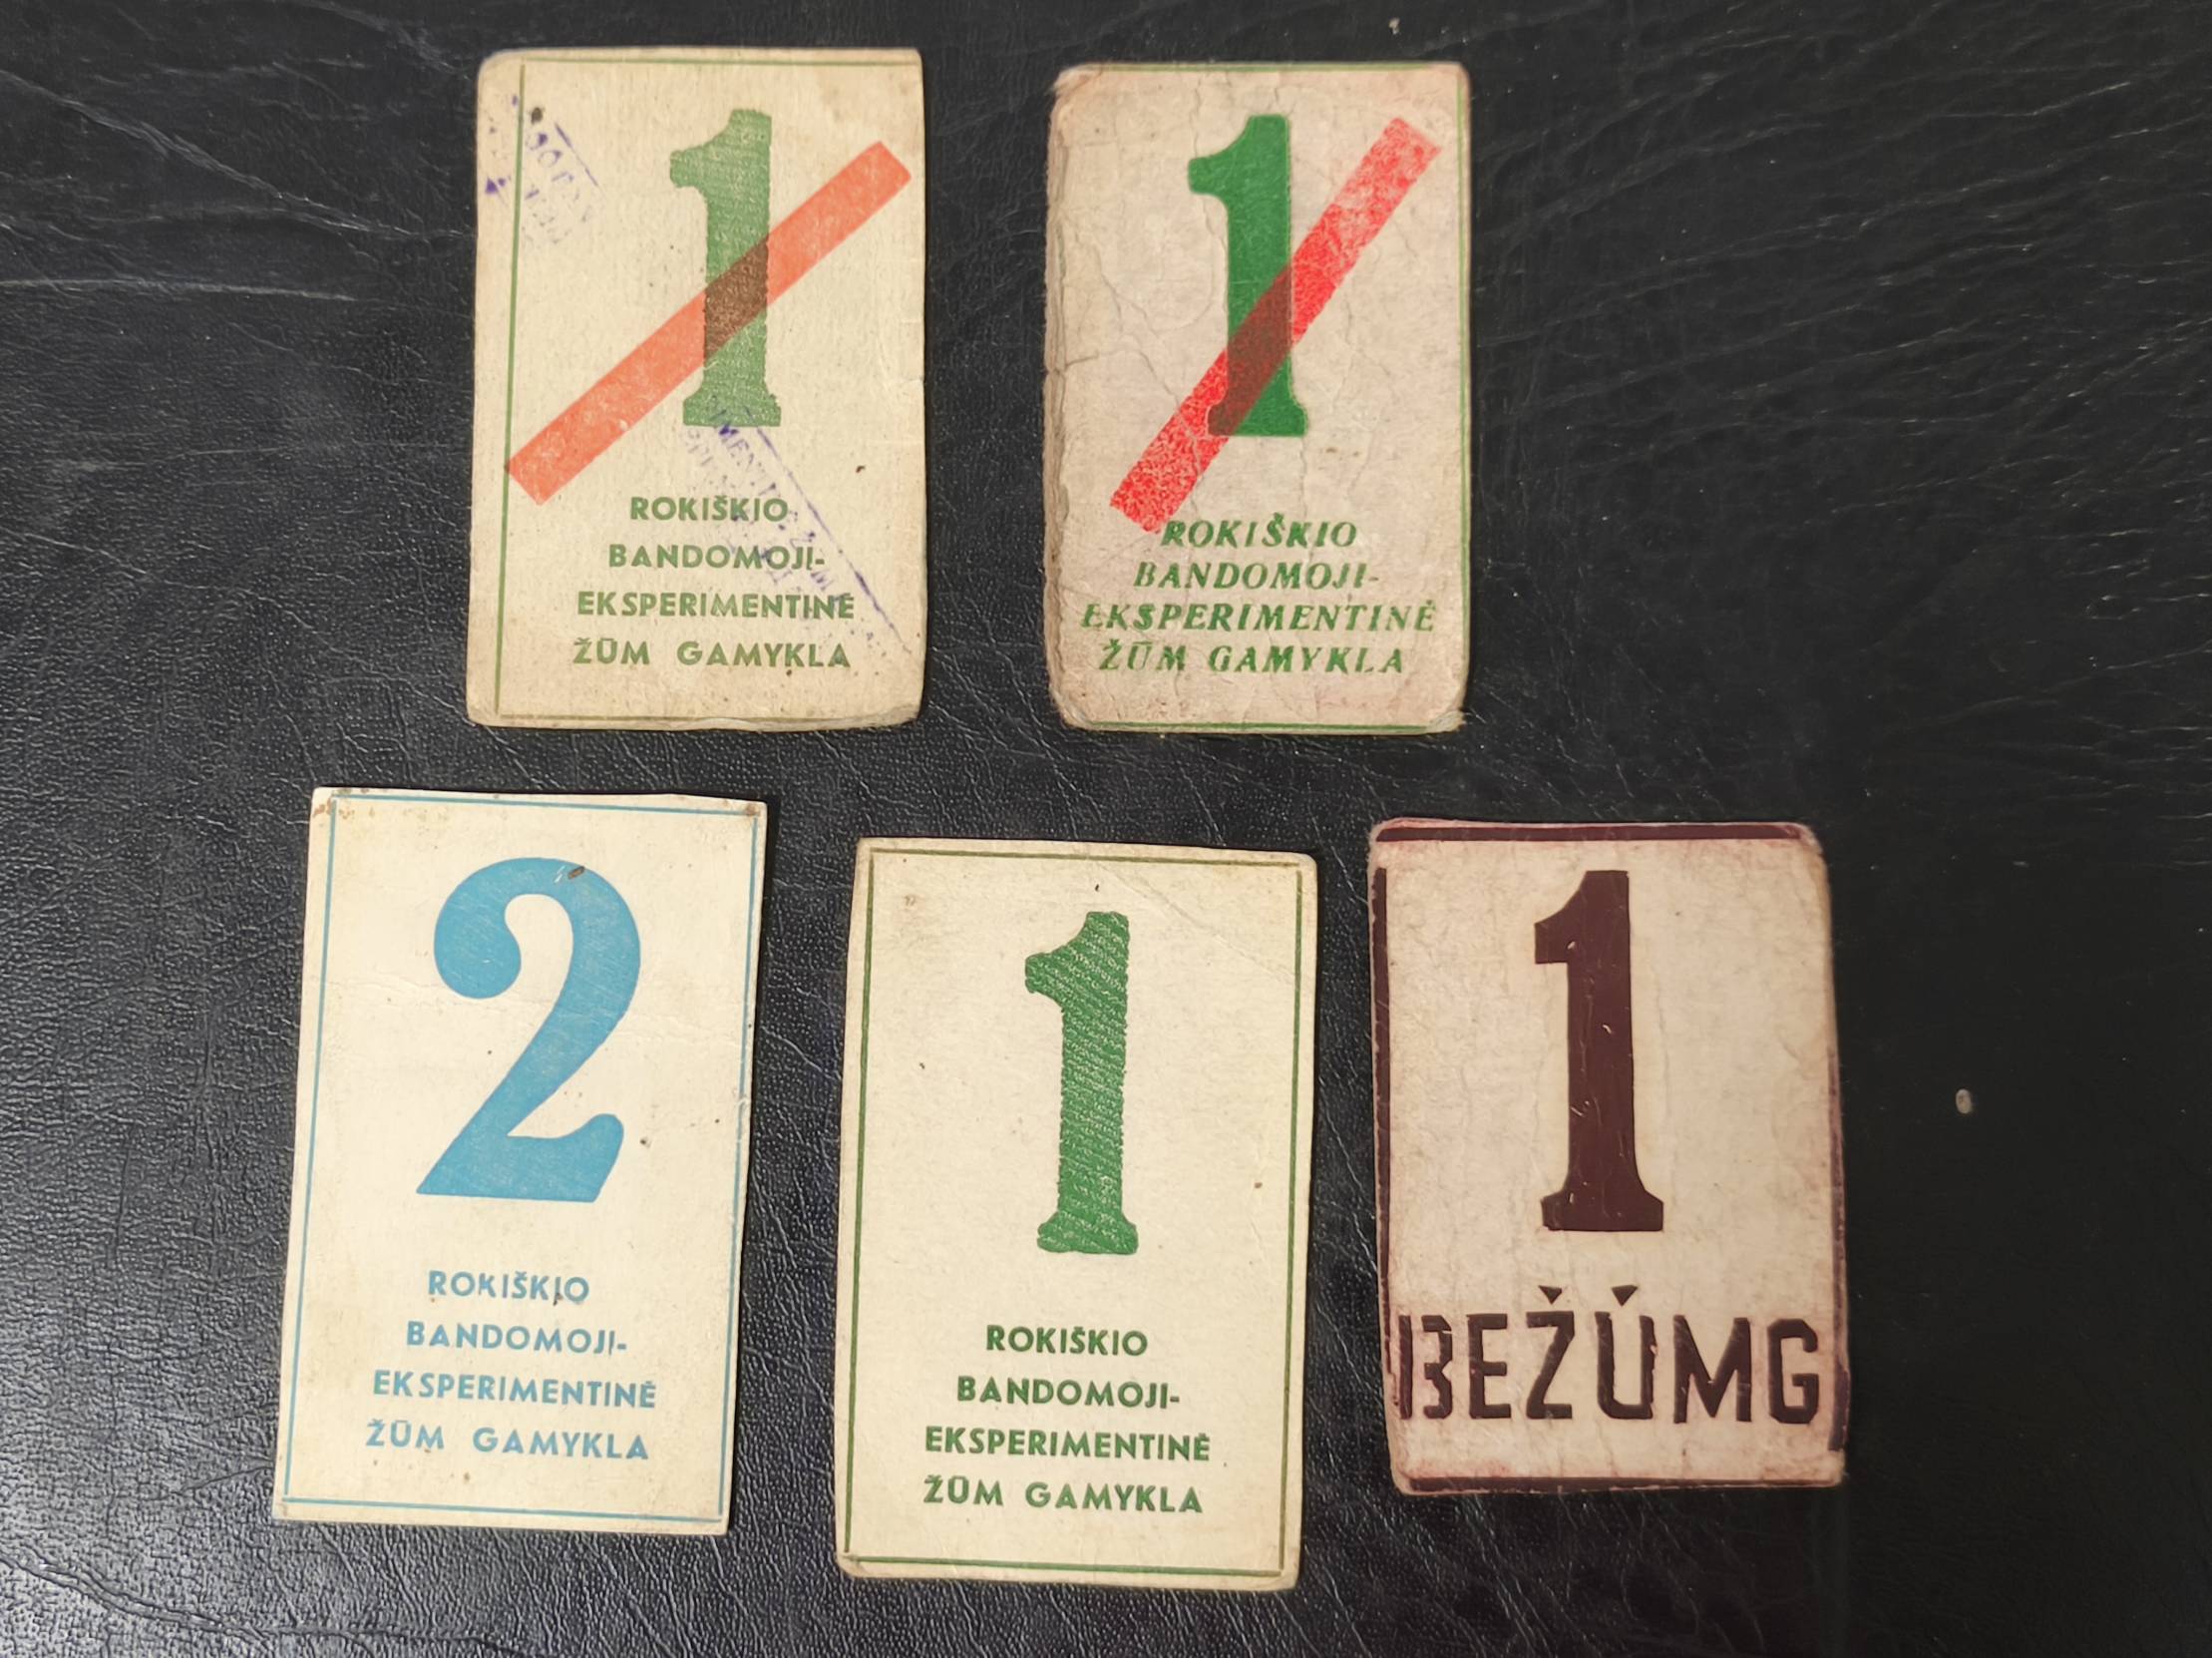 1
ROKIŠKIO
BANDOMOJI-
EKSPERIMENTINĖ
ŽŪM GAMYKLA
1
ROKIŠKIO
BANDOMOJI-
EKSPERIMENTINĖ
ŽŪM GAMYKLA
2
ROKIŠKIO
BANDOMOJI-
EKSPERIMENTINĖ
ŽŪM GAMYKLA
1
ROKIŠKIO
BANDOMOJI-
EKSPERIMENTINĖ
ŽŪM GAMYKLA
1
BEŽÚMG